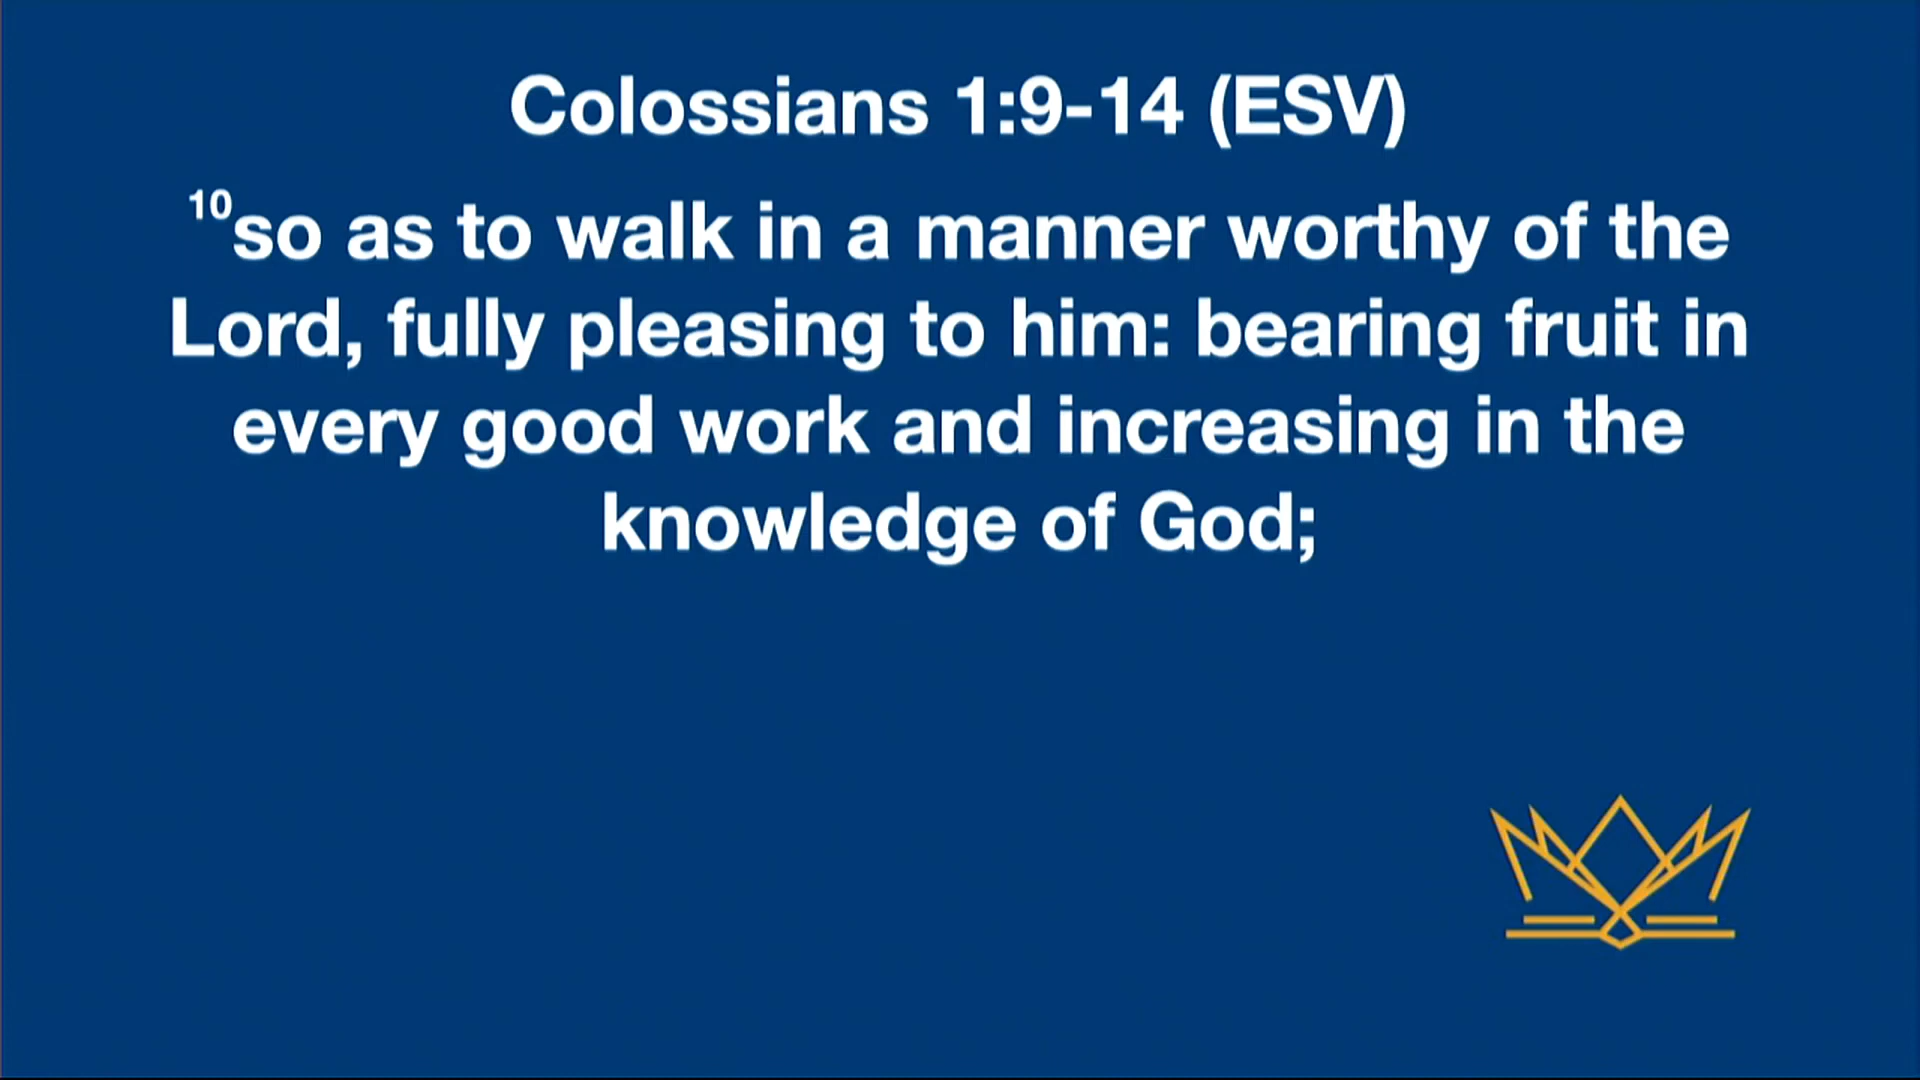 Colossians 1:9-14 (ESV)
10so as to walk in a manner worthy of the
Lord, fully pleasing to him: bearing fruit in
every good work and increasing in the
knowledge of God;